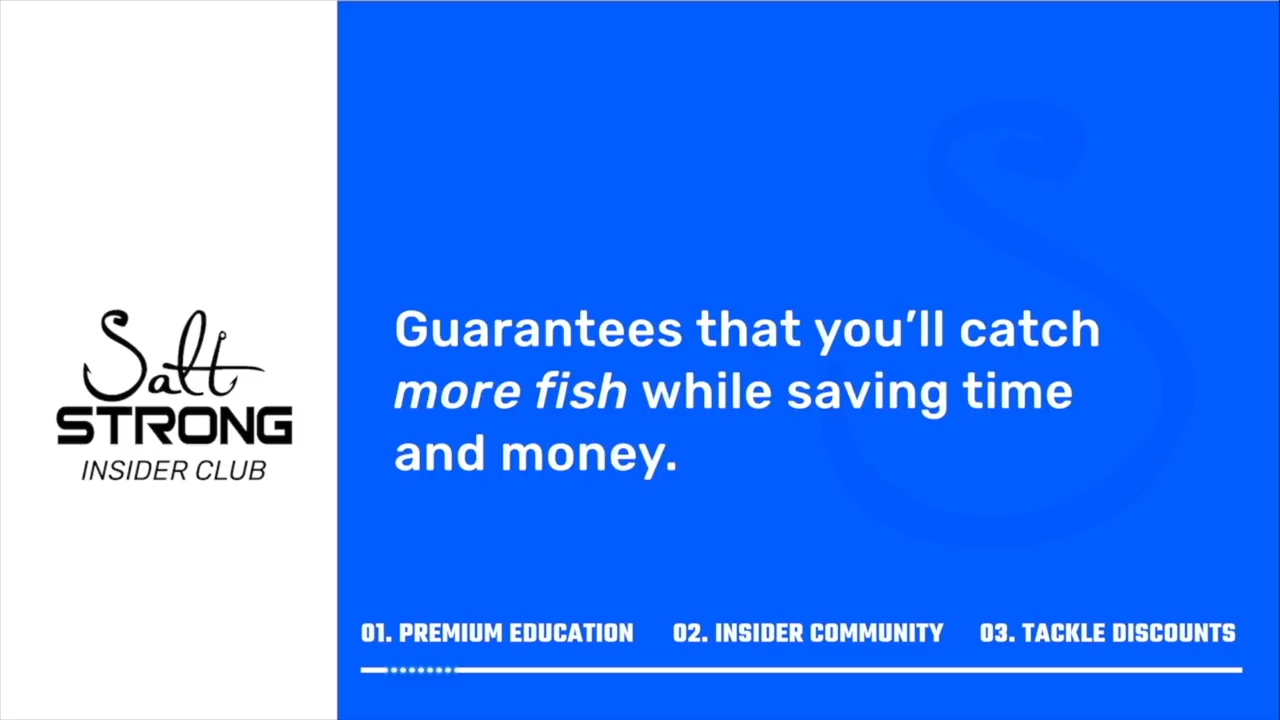 Salt
STRONG
INSIDER CLUB
Guarantees that you’ll catch
more fish while saving time
and money.
01. PREMIUM EDUCATION 02. INSIDER COMMUNITY 03. TACKLE DISCOUNTS